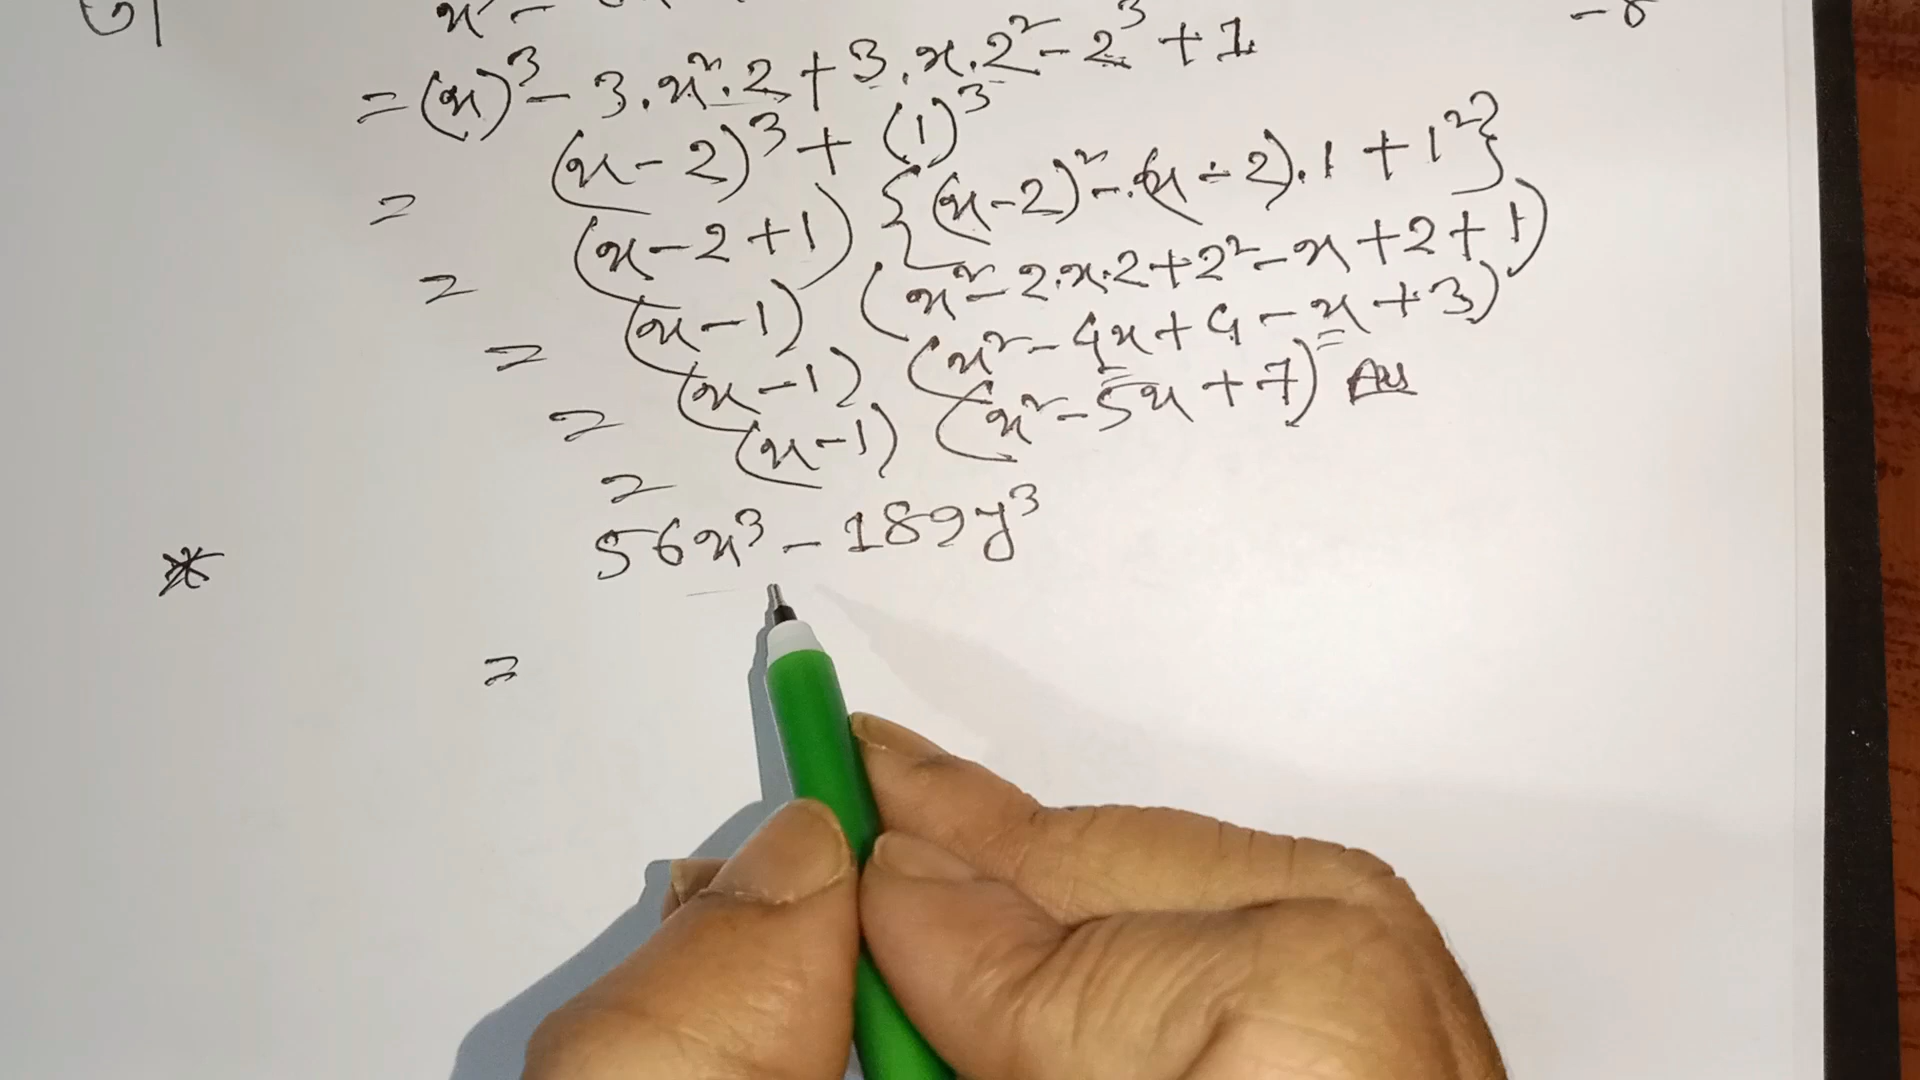 = (x)³ - 3.x².2 + 3.x.2² - 2³ + 1
= (x-2)³ + (1)³
= (x-2+1) {(x-2)² - (x-2).1 + 1²}
= (x-1) (x² - 2.x.2 + 2² - x + 2 + 1)
= (x-1) (x² - 4x + 4 - x + 3)
= (x-1) (x² - 5x + 7) Ans
* 56x³ - 189y³
=